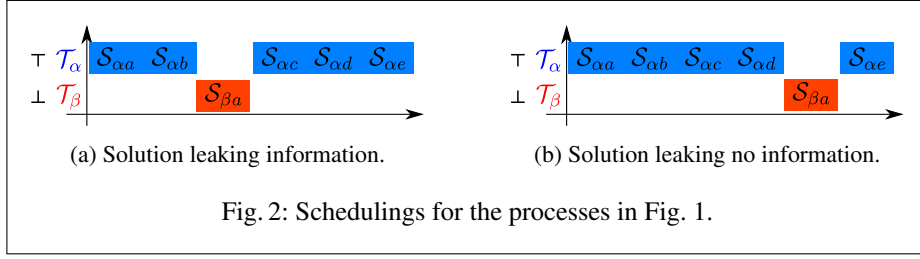 ⊤ 𝒯α 𝒮αa 𝒮αb 𝒮αc 𝒮αd 𝒮αe ⊤ 𝒯α 𝒮αa 𝒮αb 𝒮αc 𝒮αd 𝒮αe
⊥ 𝒯β 𝒮βa ⊥ 𝒯β 𝒮βa
(a) Solution leaking information. (b) Solution leaking no information.
Fig. 2: Schedulings for the processes in Fig. 1.